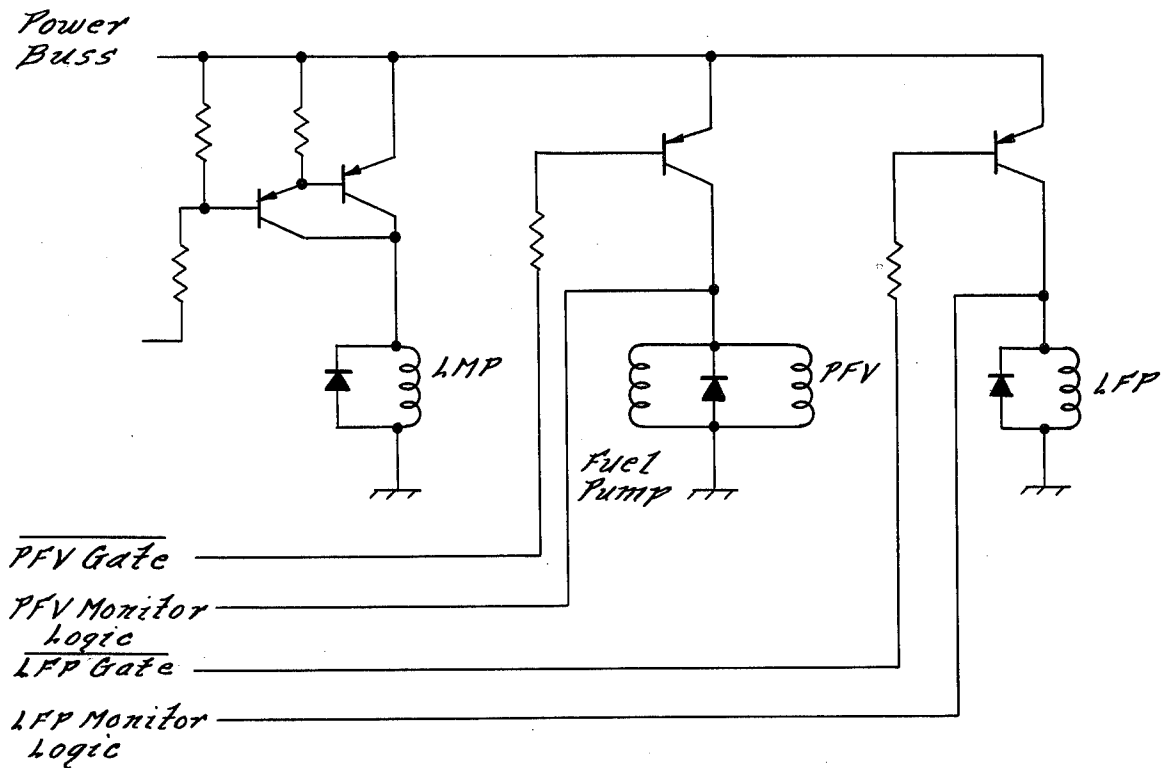 Power
Buss
LMP
PFV
LFP
Fuel
Pump
PFV Gate
PFV Monitor
Logic
LFP Gate
LFP Monitor
Logic